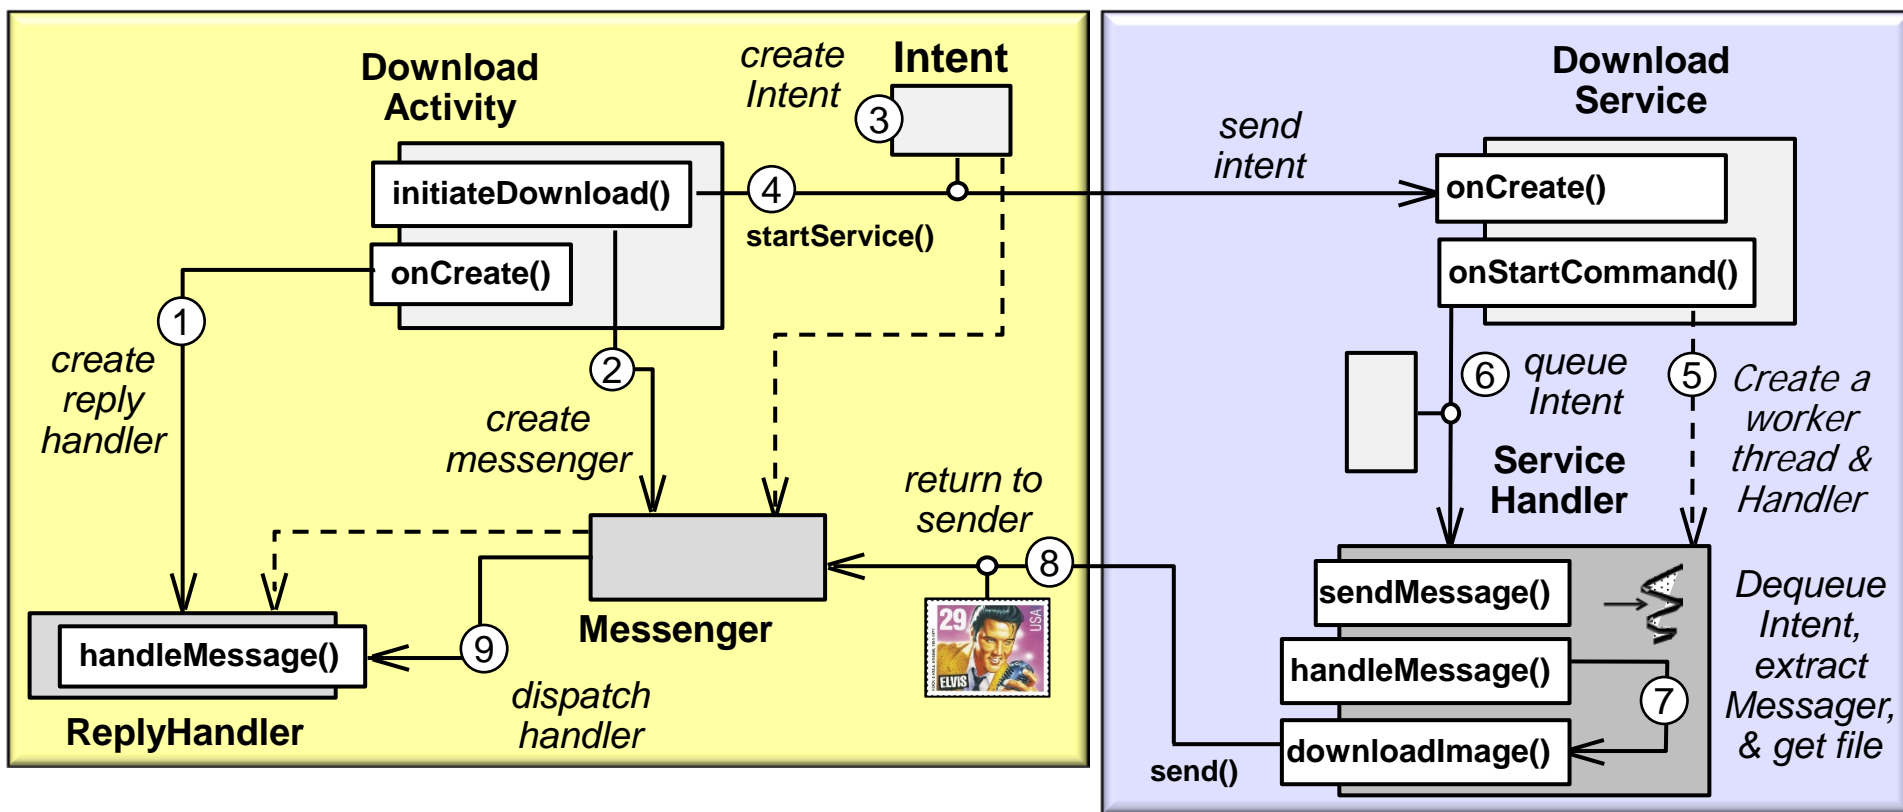 Download
Activity
create
Intent
Intent
3
initiateDownload()
4
startService()
onCreate()
1
create
reply
handler
2
create
messenger
return to
sender
8
Messenger
29
USA
ELVIS
handleMessage()
9
dispatch
handler
ReplyHandler
Download
Service
send
intent
onCreate()
onStartCommand()
6
queue
Intent
5
Create a
worker
thread &
Handler
Service
Handler
sendMessage()
handleMessage()
7
downloadImage()
send()
Dequeue
Intent,
extract
Messager,
& get file